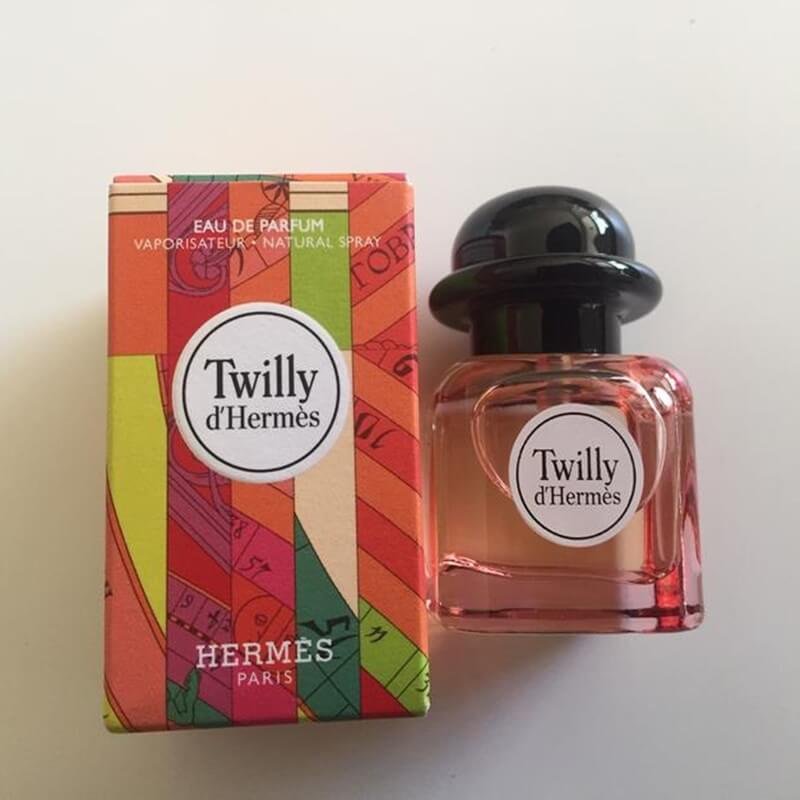 EAU DE PARFUM
VAPORISATEUR • NATURAL SPRAY
Twilly
d'Hermès
HERMÈS
PARIS
Twilly
d'Hermès